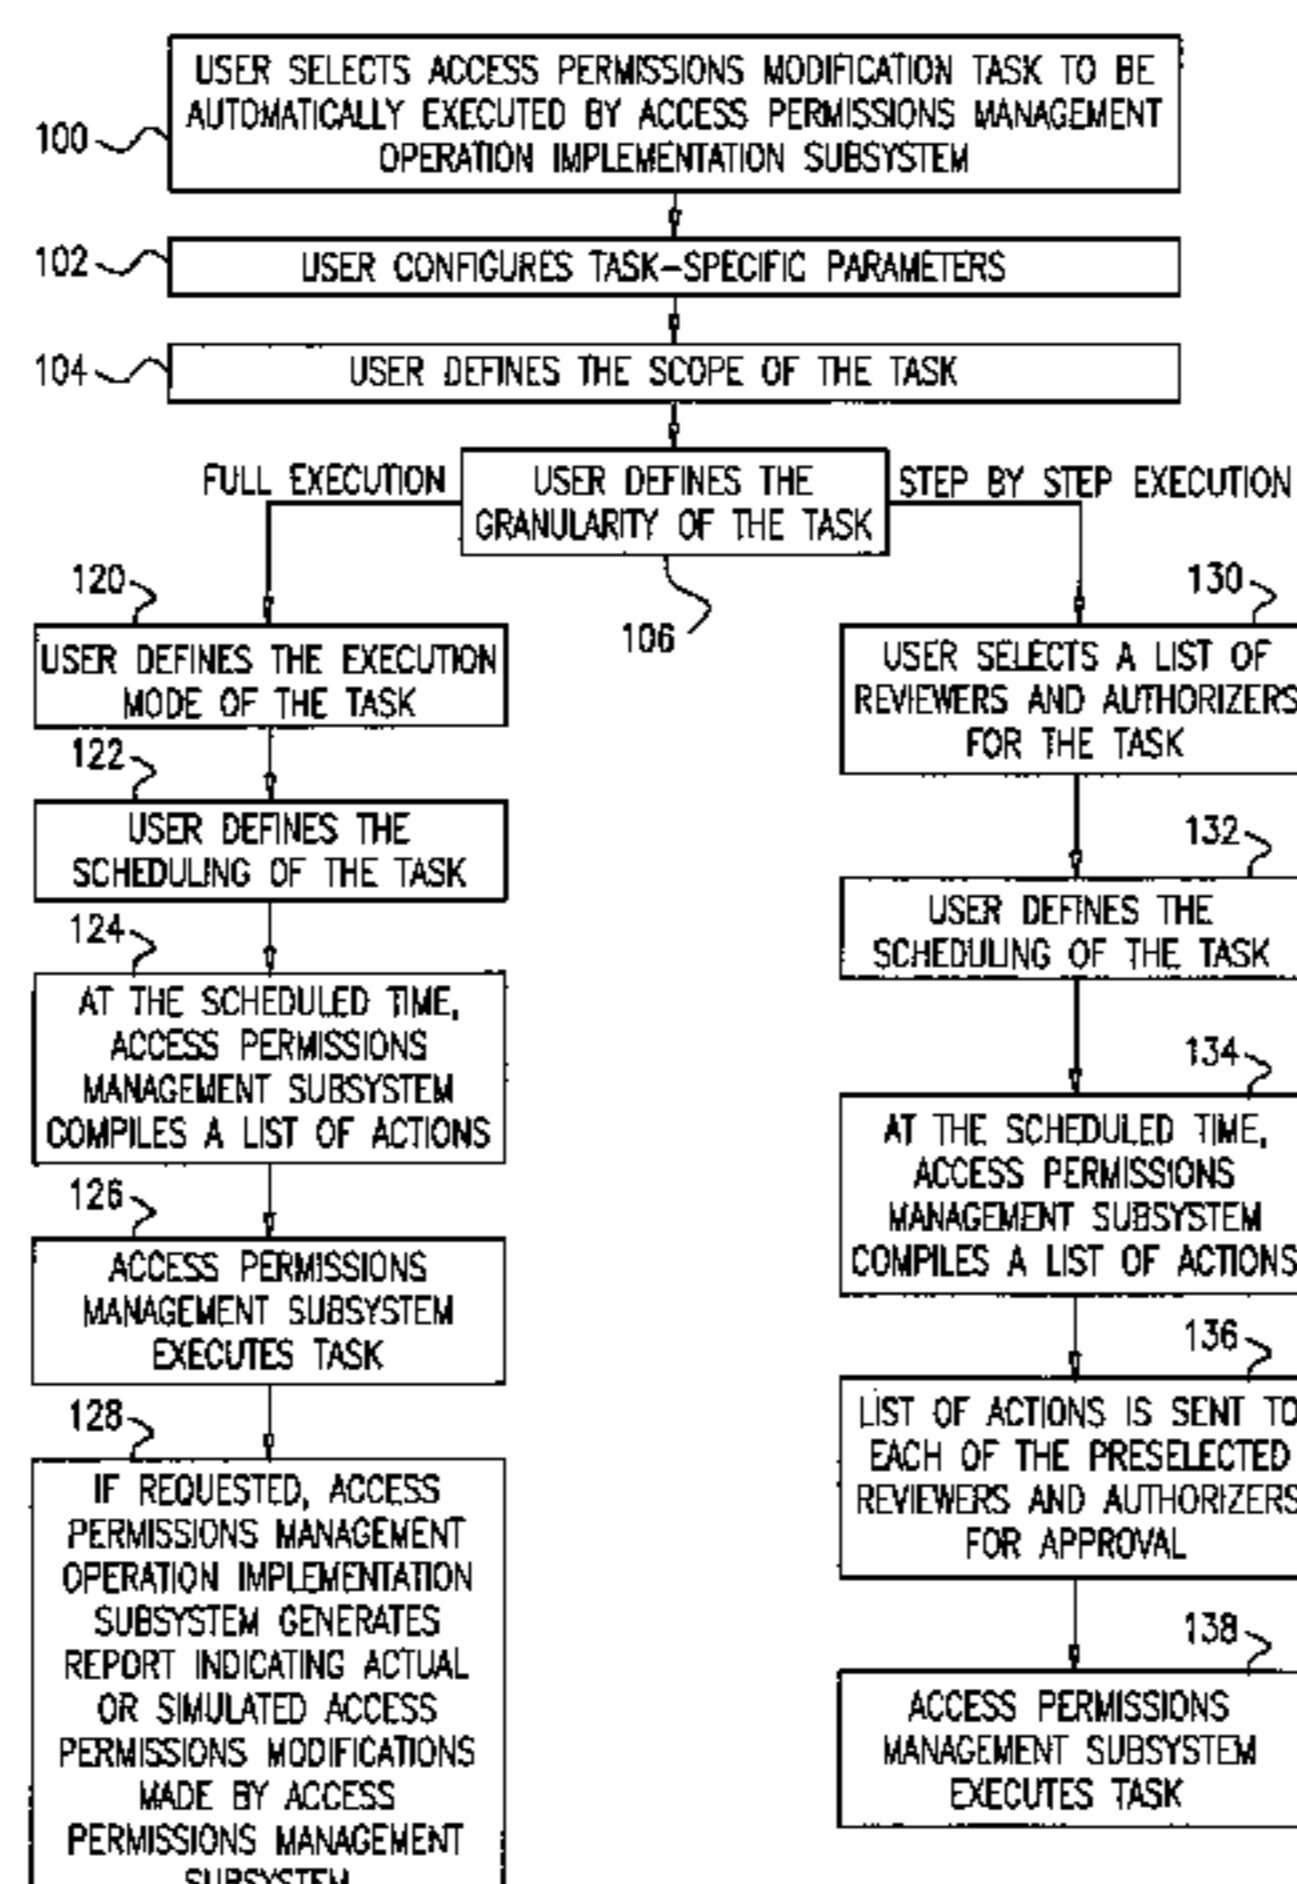 USER SELECTS ACCESS PERMISSIONS MODIFICATION TASK TO BE
AUTOMATICALLY EXECUTED BY ACCESS PERMISSIONS MANAGEMENT
OPERATION IMPLEMENTATION SUBSYSTEM
100
102
USER CONFIGURES TASK-SPECIFIC PARAMETERS
104
USER DEFINES THE SCOPE OF THE TASK
FULL EXECUTION
USER DEFINES THE
GRANULARITY OF THE TASK
STEP BY STEP EXECUTION
106
120
USER DEFINES THE EXECUTION
MODE OF THE TASK
122
USER DEFINES THE
SCHEDULING OF THE TASK
124
AT THE SCHEDULED TIME,
ACCESS PERMISSIONS
MANAGEMENT SUBSYSTEM
COMPILES A LIST OF ACTIONS
126
ACCESS PERMISSIONS
MANAGEMENT SUBSYSTEM
EXECUTES TASK
128
IF REQUESTED, ACCESS
PERMISSIONS MANAGEMENT
OPERATION IMPLEMENTATION
SUBSYSTEM GENERATES
REPORT INDICATING ACTUAL
OR SIMULATED ACCESS
PERMISSIONS MODIFICATIONS
MADE BY ACCESS
PERMISSIONS MANAGEMENT
SUBSYSTEM
130
USER SELECTS A LIST OF
REVIEWERS AND AUTHORIZERS
FOR THE TASK
132
USER DEFINES THE
SCHEDULING OF THE TASK
134
AT THE SCHEDULED TIME,
ACCESS PERMISSIONS
MANAGEMENT SUBSYSTEM
COMPILES A LIST OF ACTIONS
136
LIST OF ACTIONS IS SENT TO
EACH OF THE PRESELECTED
REVIEWERS AND AUTHORIZERS
FOR APPROVAL
138
ACCESS PERMISSIONS
MANAGEMENT SUBSYSTEM
EXECUTES TASK